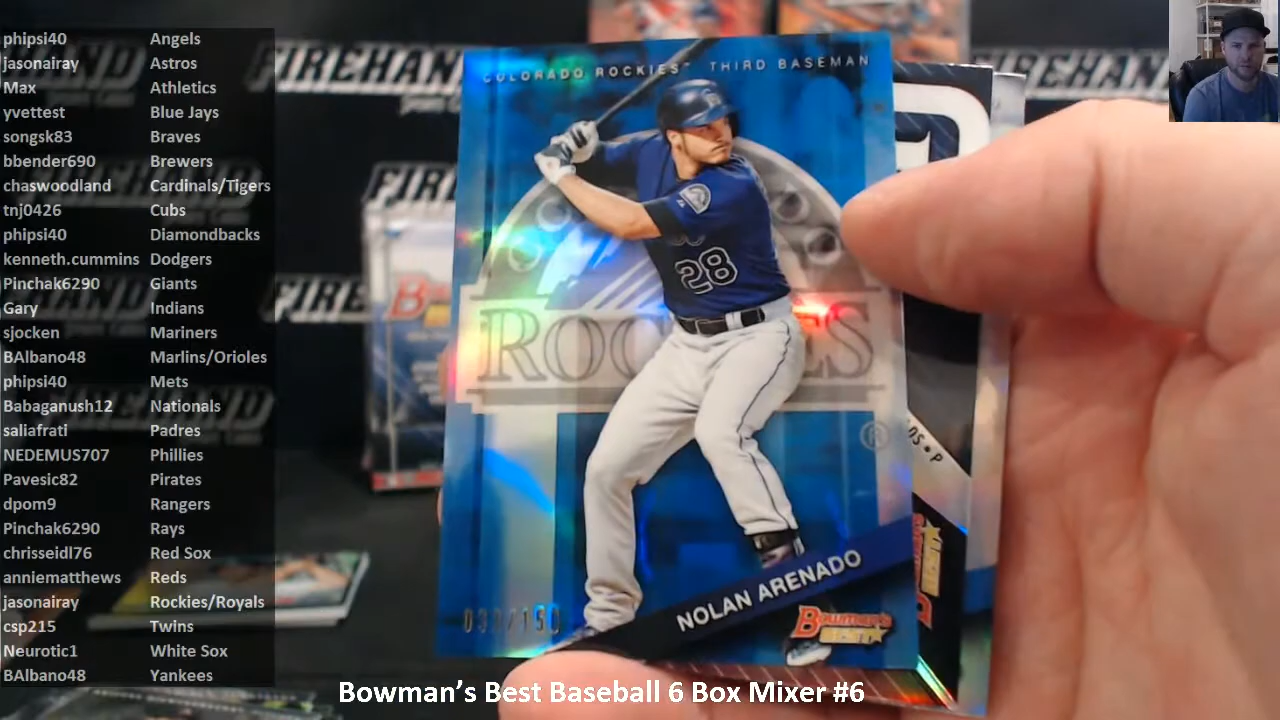 phipsi40 Angels
jasonairay Astros
Max Athletics
yvettest Blue Jays
songsk83 Braves
bbender690 Brewers
chaswoodland Cardinals/Tigers
tnj0426 Cubs
phipsi40 Diamondbacks
kenneth.cummins Dodgers
Pinchak6290 Giants
Gary Indians
sjocken Mariners
BAlbano48 Marlins/Orioles
phipsi40 Mets
Babaganush12 Nationals
saliafrati Padres
NEDEMUS707 Phillies
Pavesic82 Pirates
dpom9 Rangers
Pinchak6290 Rays
chrisseidl76 Red Sox
anniematthews Reds
jasonairay Rockies/Royals
csp215 Twins
Neurotic1 White Sox
BAlbano48 Yankees
COLORADO ROCKIES™ THIRD BASEMAN
28
ROCKIES
®
NOLAN ARENADO
Bowman's
BEST
FIREHAND
Bowman's Best Baseball 6 Box Mixer #6